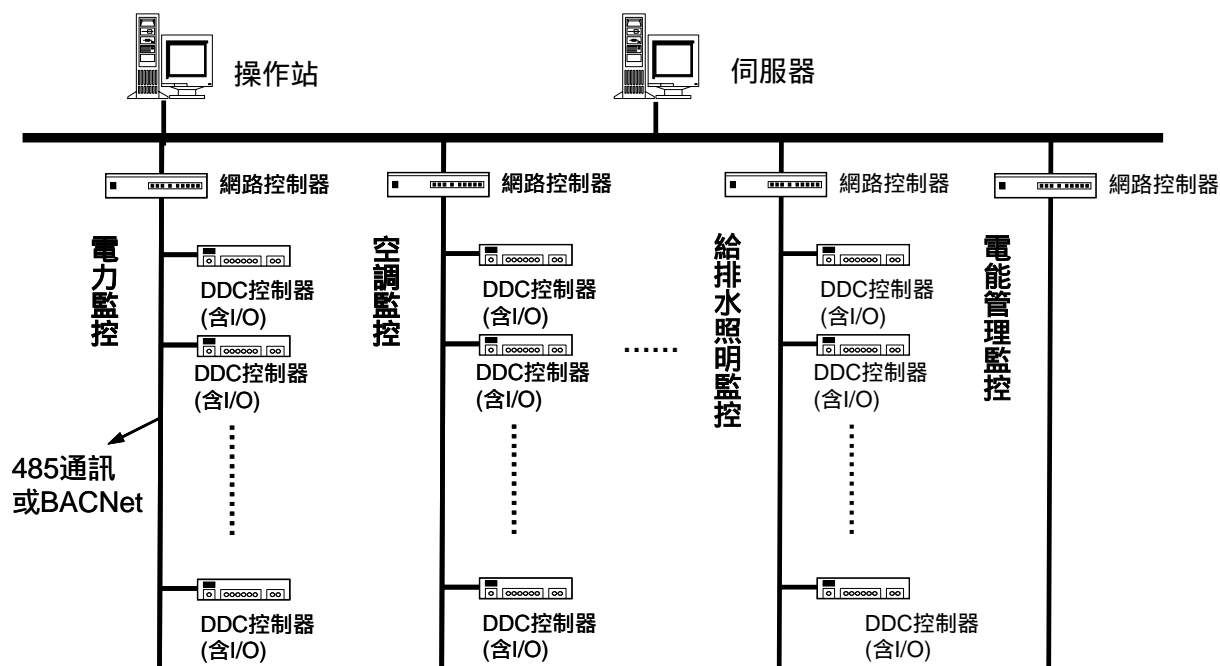 操作站
伺服器
網路控制器
網路控制器
網路控制器
網路控制器
電力監控
空調監控
給排水照明監控
電能管理監控
DDC控制器
(含I/O)
DDC控制器
(含I/O)
DDC控制器
(含I/O)
DDC控制器
(含I/O)
DDC控制器
(含I/O)
......
DDC控制器
(含I/O)
485通訊
或BACNet
DDC控制器
(含I/O)
DDC控制器
(含I/O)
DDC控制器
(含I/O)